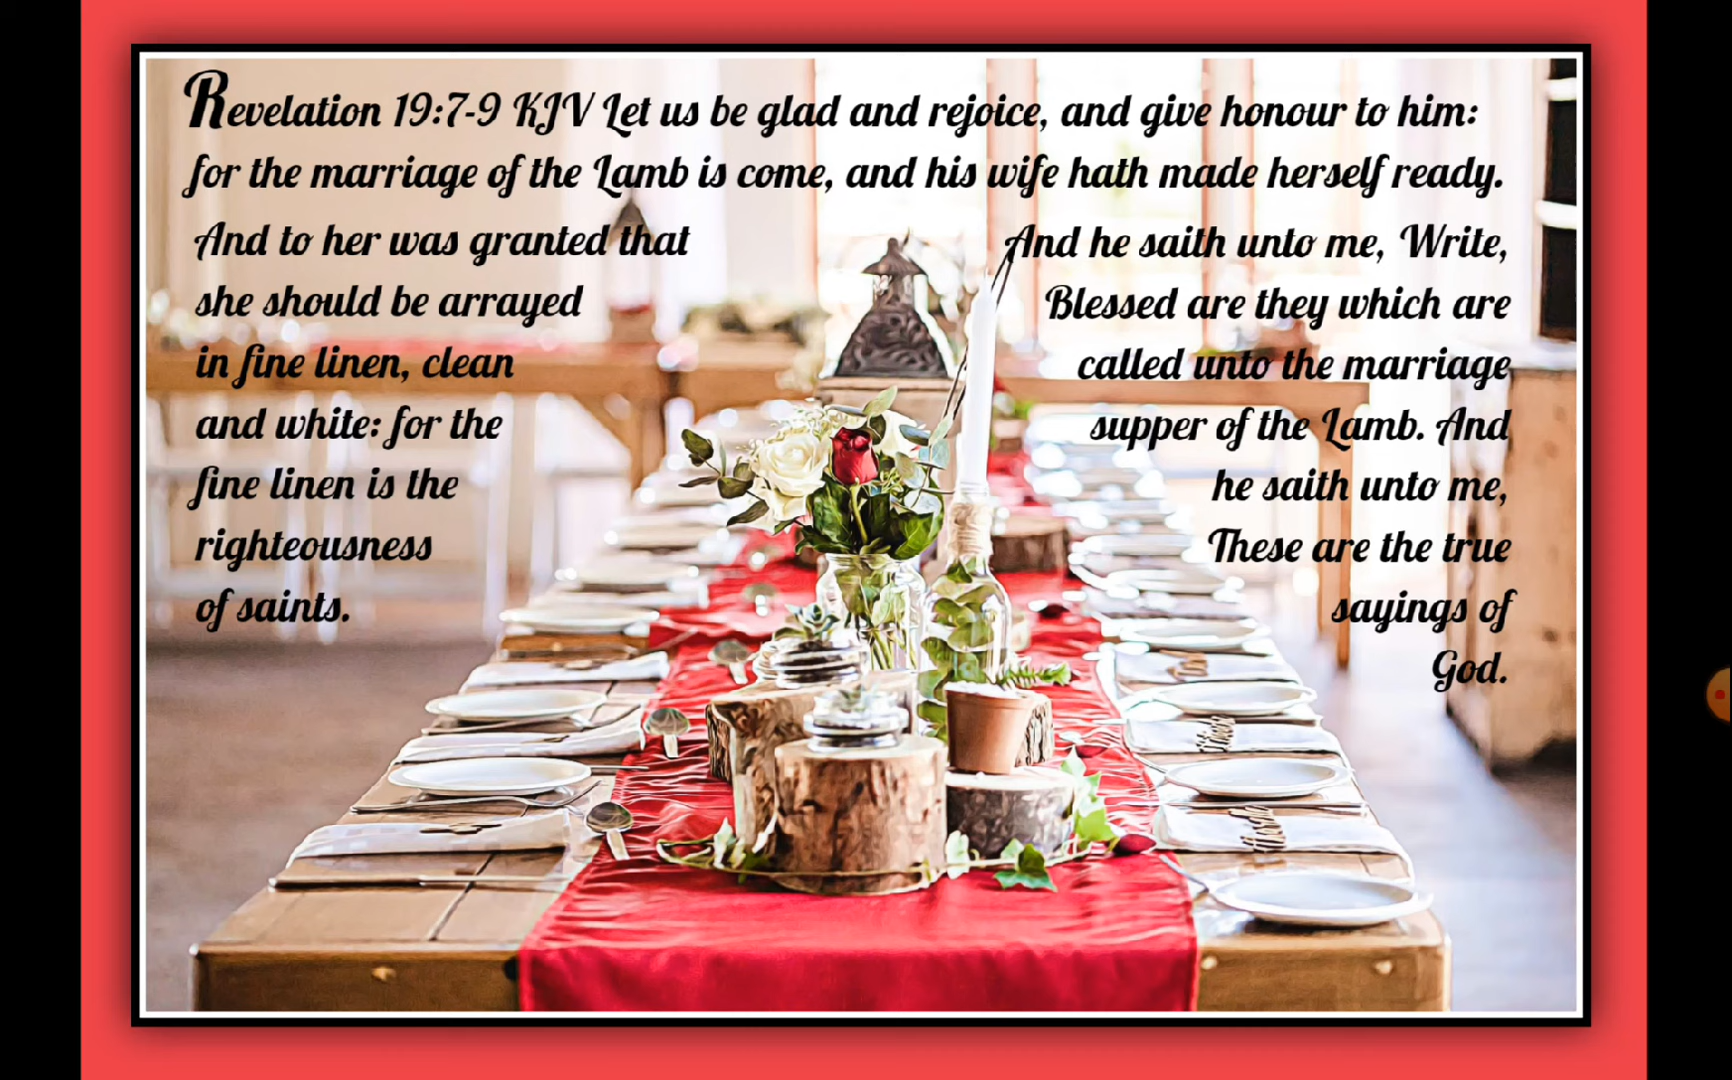 Revelation 19:7-9 KJV Let us be glad and rejoice, and give honour to him:
for the marriage of the Lamb is come, and his wife hath made herself ready.
And to her was granted that
she should be arrayed
in fine linen, clean
and white: for the
fine linen is the
righteousness
of saints.
And he saith unto me, Write,
Blessed are they which are
called unto the marriage
supper of the Lamb. And
he saith unto me,
These are the true
sayings of
God.